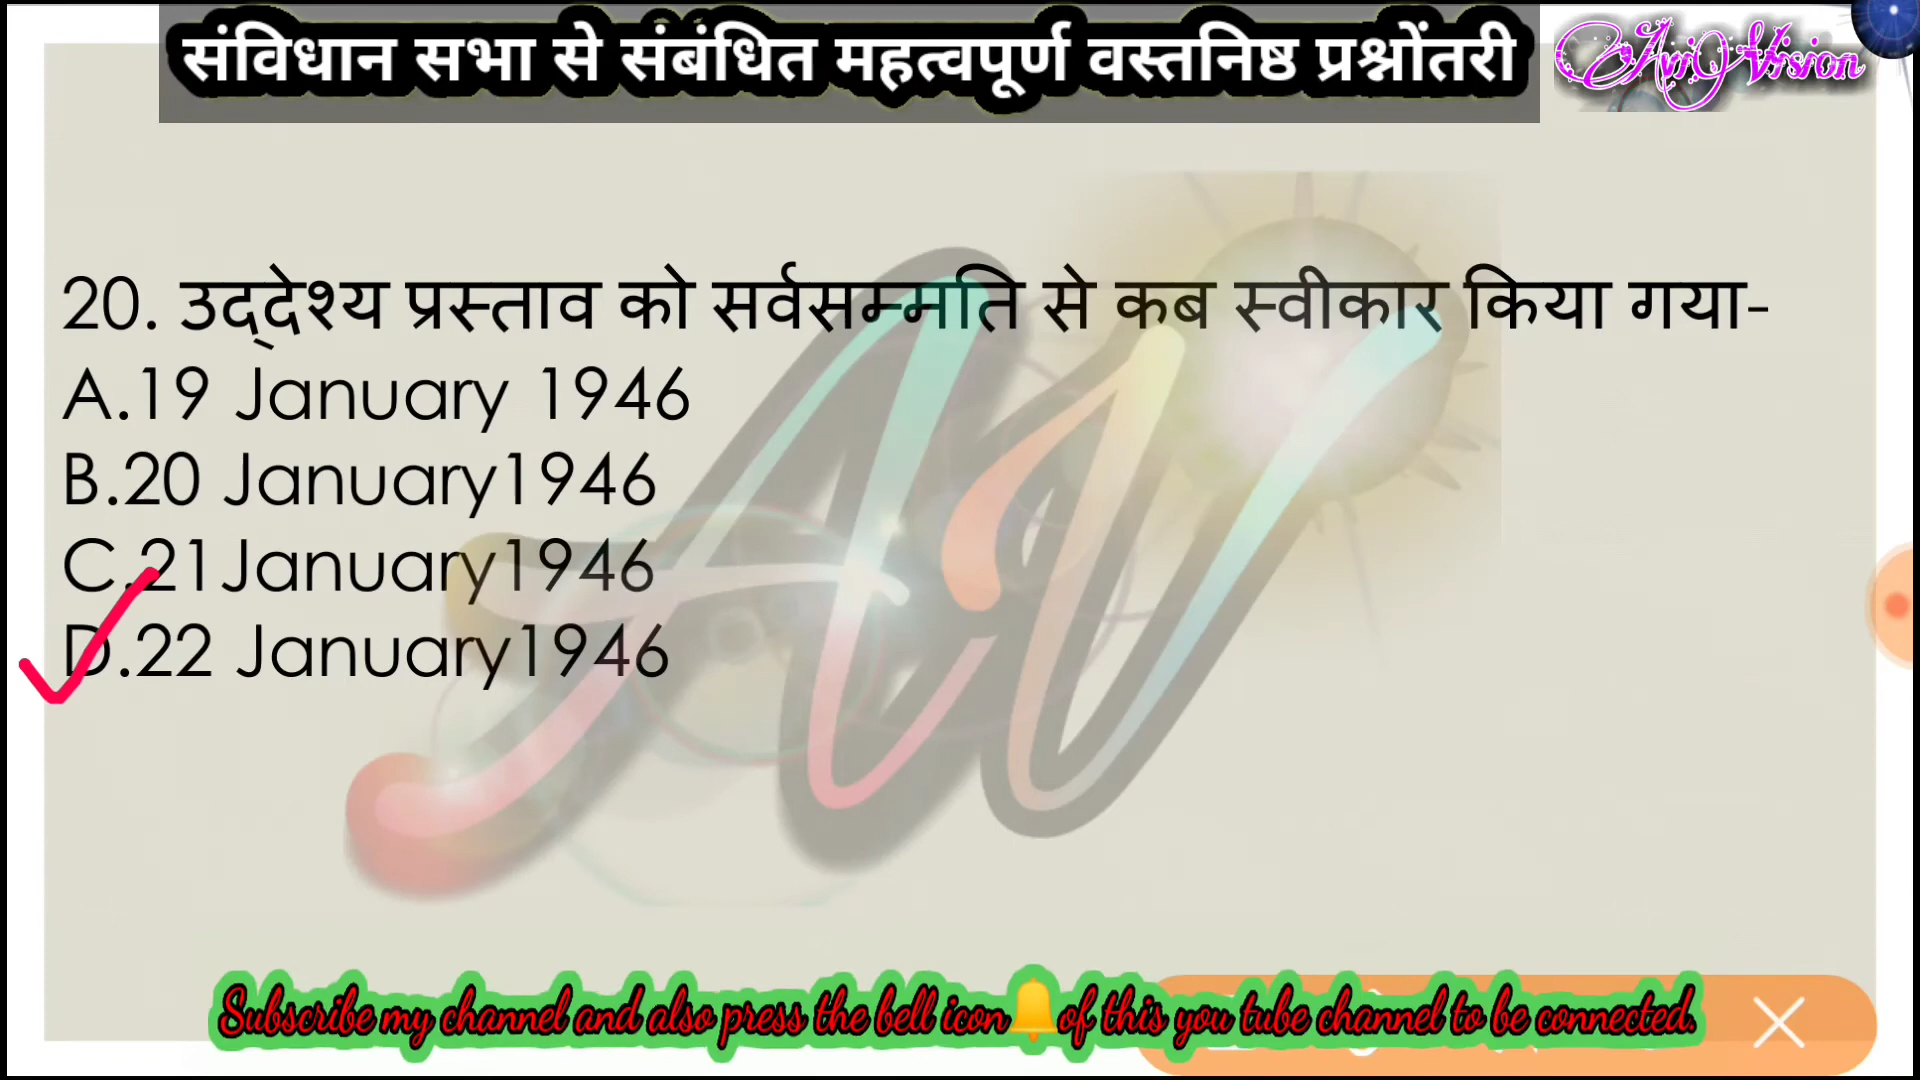 संविधान सभा से संबंधित महत्वपूर्ण वस्तनिष्ठ प्रश्नोंतरी
Avi Vision
20. उद्‌देश्य प्रस्ताव को सर्वसम्मति से कब स्वीकार किया गया-
A.19 January 1946
B.20 January1946
C.21January1946
D.22 January1946
AV
Subscribe my channel and also press the bell icon🔔of this you tube channel to be connected.